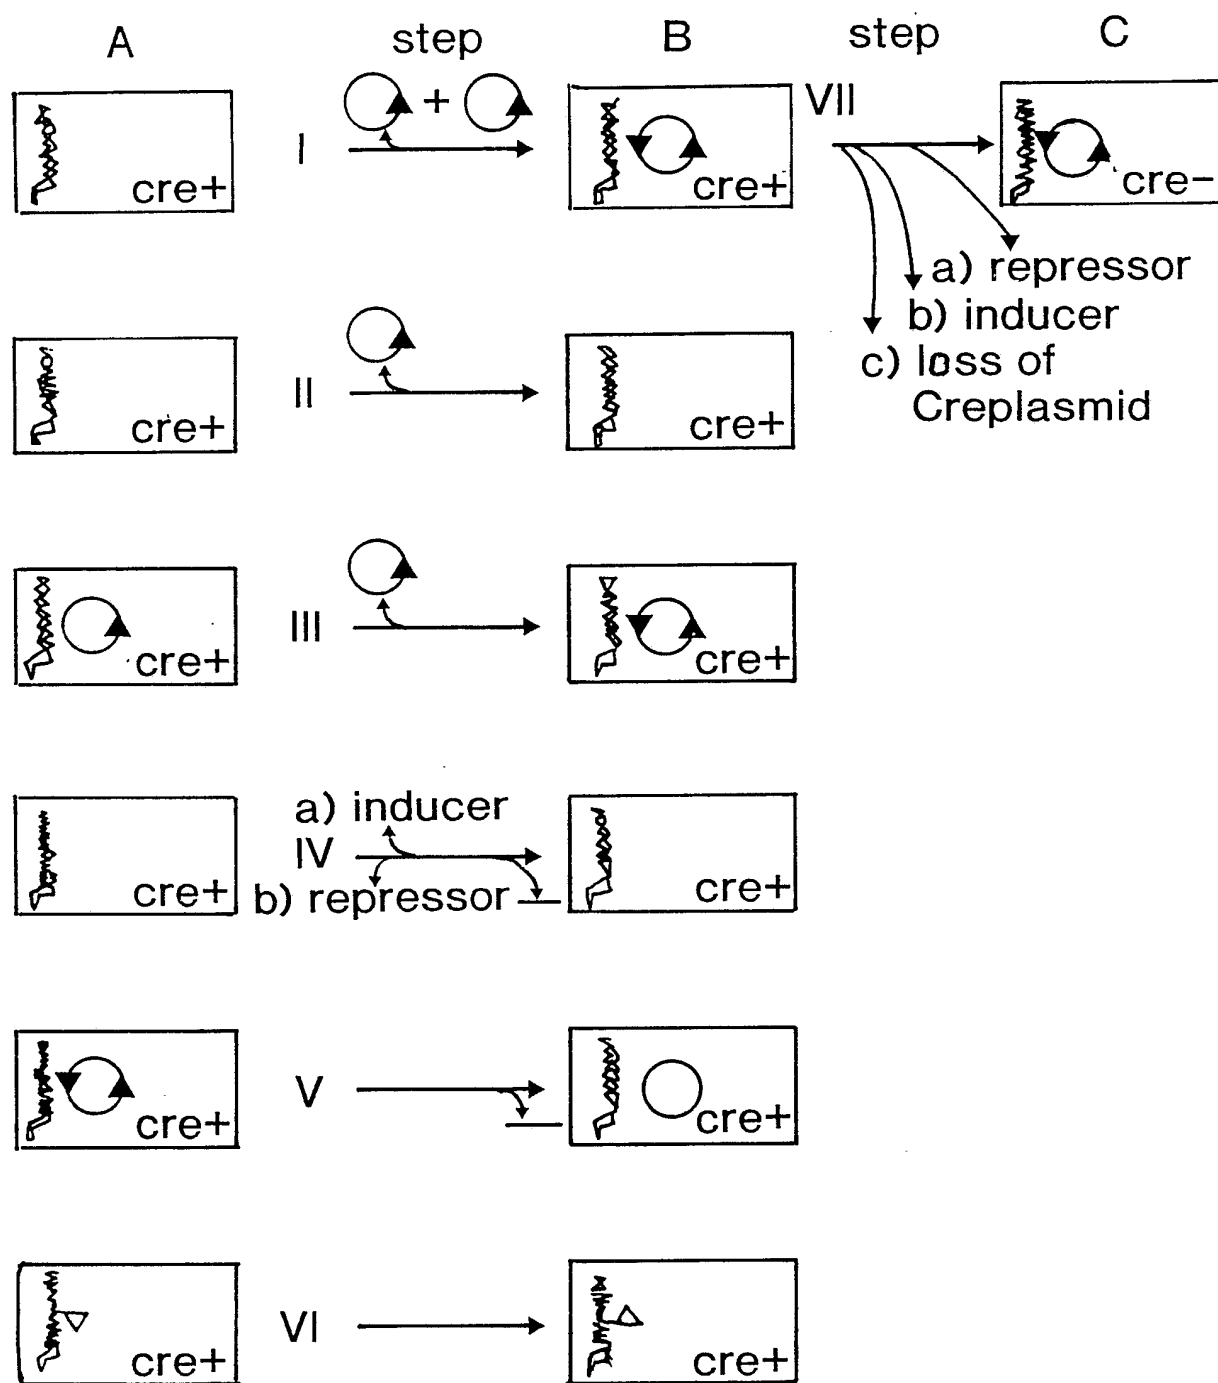 A step B step C
I + VII
cre+ cre+ cre-
a) repressor
b) inducer
c) loss of
Creplasmid
II
cre+ cre+
III
cre+ cre+
a) inducer
IV
b) repressor
cre+ cre+
V
cre+ cre+
VI
cre+ cre+